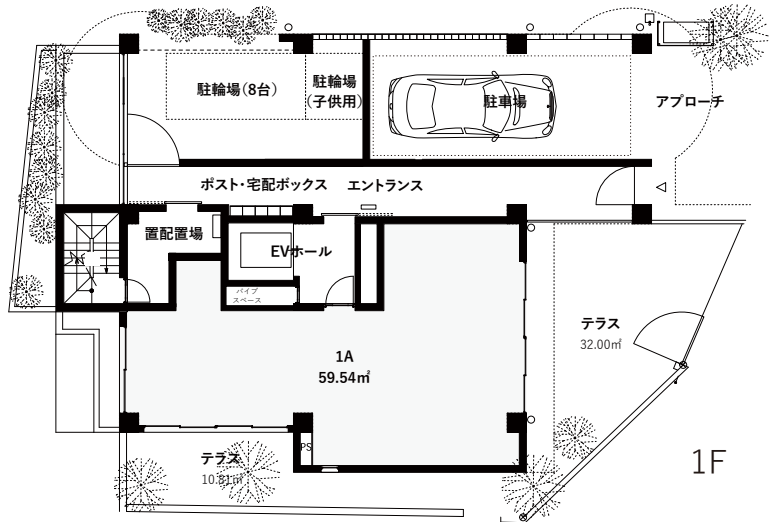 駐輪場(8台)
駐輪場
(子供用)
駐車場
アプローチ
ポスト・宅配ボックス
エントランス
置配置場
EVホール
パイプ
スペース
テラス
32.00㎡
1A
59.54㎡
PS
テラス
10.81㎡
1F